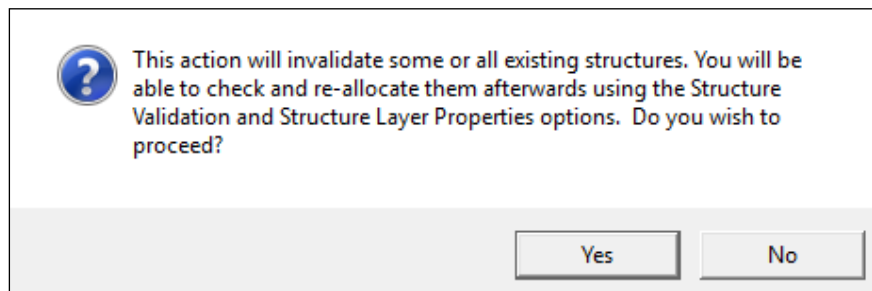 This action will invalidate some or all existing structures. You will be
able to check and re-allocate them afterwards using the Structure
Validation and Structure Layer Properties options.  Do you wish to
proceed?
Yes
No